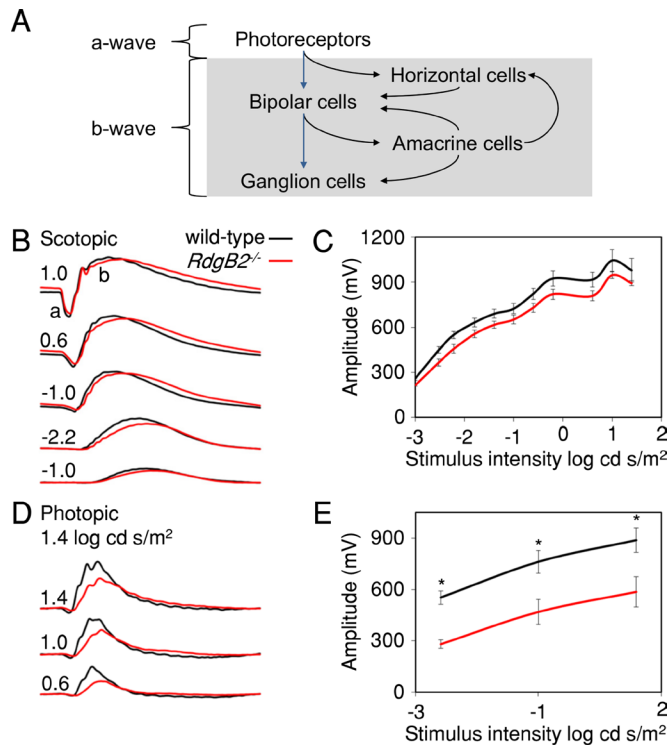 A
a-wave
Photoreceptors
Horizontal cells
Bipolar cells
b-wave
Amacrine cells
Ganglion cells
B
Scotopic
wild-type
RdgB2-/-
1.0
b
a
0.6
-1.0
-2.2
-1.0
C
Amplitude (mV)
1200
900
600
300
0
-3
-2
-1
0
1
2
Stimulus intensity log cd s/m²
D
Photopic
1.4 log cd s/m²
1.4
1.0
0.6
E
Amplitude (mV)
900
600
300
0
*
*
*
-3
-1
2
Stimulus intensity log cd s/m²